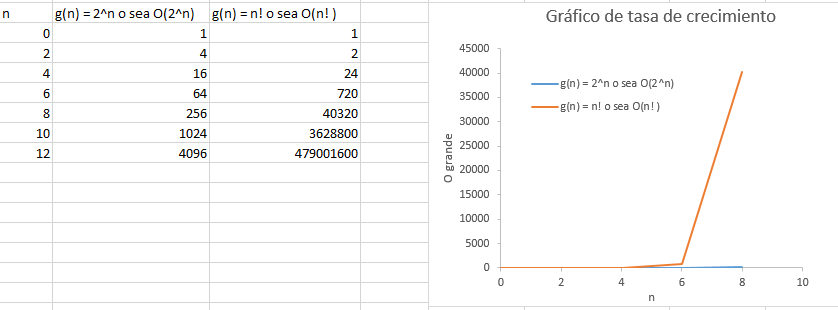 n g(n) = 2^n o sea O(2^n) g(n) = n! o sea O(n! )
0 1 1
2 4 2
4 16 24
6 64 720
8 256 40320
10 1024 3628800
12 4096 479001600
Gráfico de tasa de crecimiento
45000
40000
35000
30000
25000
20000
15000
10000
5000
0
O grande
g(n) = 2^n o sea O(2^n)
g(n) = n! o sea O(n! )
0 2 4 6 8 10
n